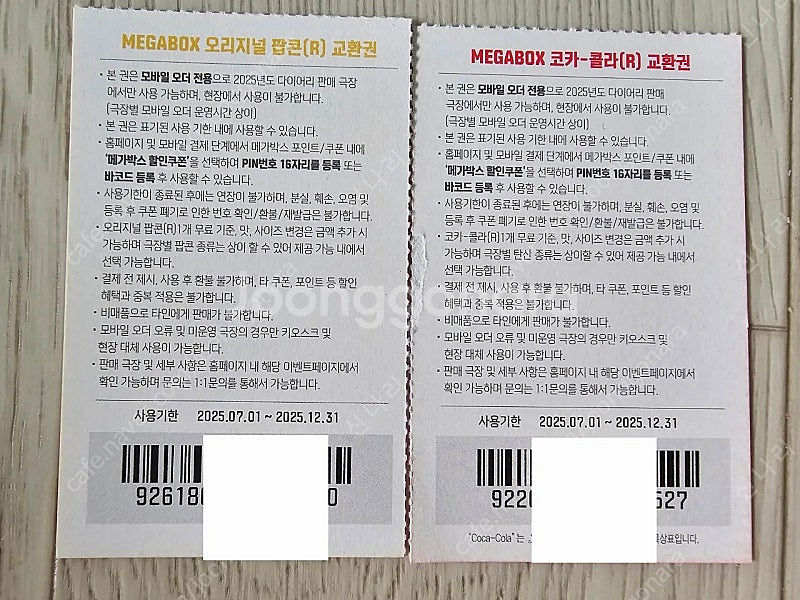 MEGABOX 오리지널 팝콘(R) 교환권
· 본 권은 모바일 오더 전용으로 2025년도 다이어리 판매 극장
에서만 사용 가능하며, 현장에서 사용이 불가합니다.
(극장별 모바일 오더 운영시간 상이)
· 본 권은 표기된 사용 기한 내에 사용할 수 있습니다.
· 홈페이지 및 모바일 결제 단계에서 메가박스 포인트/쿠폰 내에
'메가박스 할인쿠폰'을 선택하여 PIN번호 16자리를 등록 또는
바코드 등록 후 사용할 수 있습니다.
· 사용기한이 종료된 후에는 연장이 불가하며, 분실, 훼손, 오염 및
등록 후 쿠폰 폐기로 인한 번호 확인/환불/재발급은 불가합니다.
· 오리지널 팝콘(R)1개 무료 기준, 맛, 사이즈 변경은 금액 추가 시
가능하며 극장별 팝콘 종류는 상이 할 수 있어 제공 가능 내에서
선택 가능합니다.
· 결제 전 제시, 사용 후 환불 불가하며, 타 쿠폰, 포인트 등 할인
혜택과 중복 적용은 불가합니다.
· 비매품으로 타인에게 판매가 불가합니다.
· 모바일 오더 오류 및 미운영 극장의 경우만 키오스크 및
현장 대체 사용이 가능합니다.
· 판매 극장 및 세부 사항은 홈페이지 내 해당 이벤트페이지에서
확인 가능하며 문의는 1:1문의를 통해서 가능합니다.
사용기한 2025.07.01 ~ 2025.12.31
92618 0
MEGABOX 코카-콜라(R) 교환권
· 본 권은 모바일 오더 전용으로 2025년도 다이어리 판매
극장에서만 사용 가능하며, 현장에서 사용이 불가합니다.
(극장별 모바일 오더 운영시간 상이)
· 본 권은 표기된 사용 기한 내에 사용할 수 있습니다.
· 홈페이지 및 모바일 결제 단계에서 메가박스 포인트/쿠폰 내에
'메가박스 할인쿠폰'을 선택하여 PIN번호 16자리를 등록 또는
바코드 등록 후 사용할 수 있습니다.
· 사용기한이 종료된 후에는 연장이 불가하며, 분실, 훼손, 오염 및
등록 후 쿠폰 폐기로 인한 번호 확인/환불/재발급은 불가합니다.
· 코카-콜라(R)1개 무료 기준, 맛, 사이즈 변경은 금액 추가 시
가능하며 극장별 탄산 종류는 상이할 수 있어 제공 가능 내에서
선택 가능합니다.
· 결제 전 제시, 사용 후 환불 불가하며, 타 쿠폰, 포인트 등 할인
혜택과 중복 적용은 불가합니다.
· 비매품으로 타인에게 판매가 불가합니다.
· 모바일 오더 오류 및 미운영 극장의 경우만 키오스크 및
현장 대체 사용이 가능합니다.
· 판매 극장 및 세부 사항은 홈페이지 내 해당 이벤트페이지에서
확인 가능하며 문의는 1:1문의를 통해서 가능합니다.
사용기한 2025.07.01 ~ 2025.12.31
922 527
"Coca-Cola"는 상표입니다.
Joonggonara